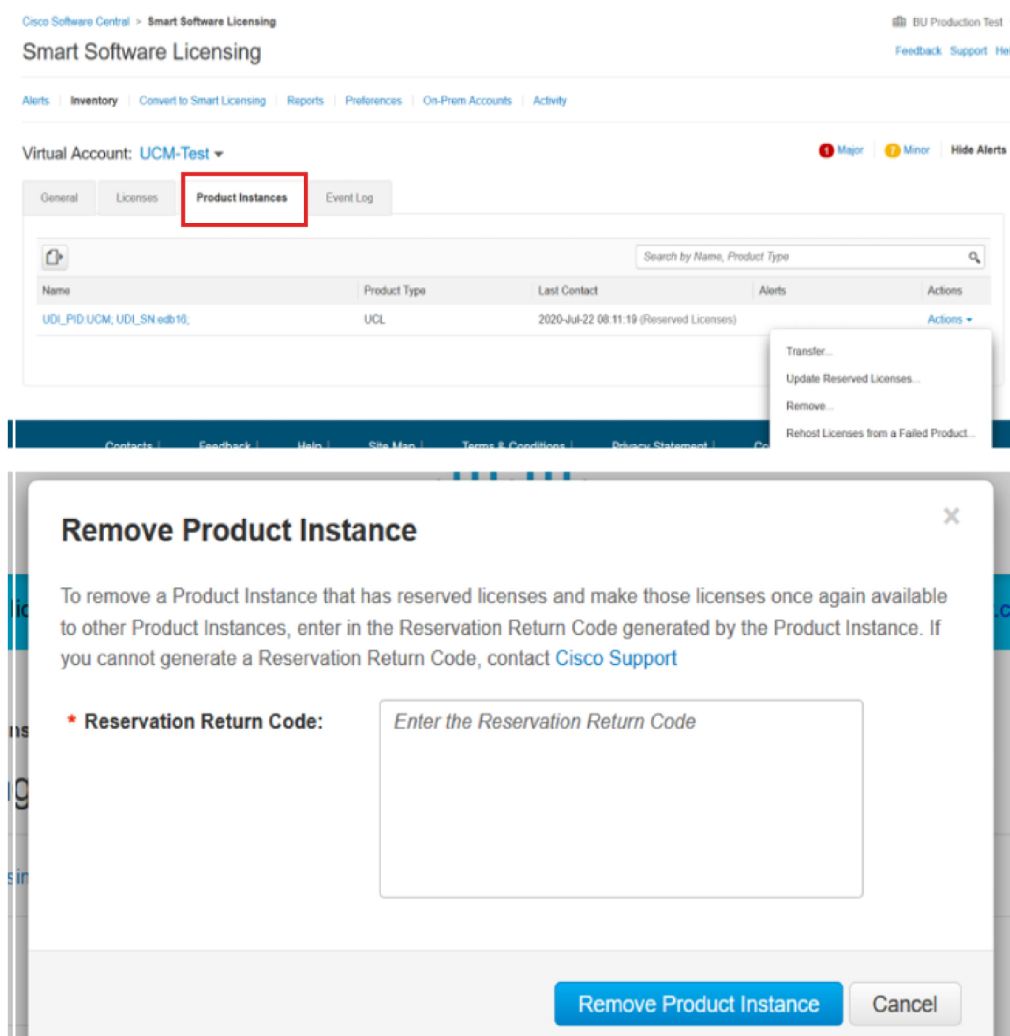 Cisco Software Central > Smart Software Licensing
BU Production Test
Smart Software Licensing
Feedback Support
Alerts Inventory Convert to Smart Licensing Reports Preferences On-Prem Accounts Activity
Virtual Account: UCM-Test
1 Major Minor Hide Alerts
General Licenses Product Instances Event Log
Search by Name, Product Type
Name Product Type Last Contact Alerts Actions
UDI_PID:UCM; UDI_SN:edb16; UCL 2020-Jul-22 08:11:19 (Reserved Licenses) Actions
Transfer...
Update Reserved Licenses...
Remove...
Rehost Licenses from a Failed Product...
Contacts | Feedback | Help | Site Map | Terms & Conditions | Privacy Statement |
Remove Product Instance
×
To remove a Product Instance that has reserved licenses and make those licenses once again available
to other Product Instances, enter in the Reservation Return Code generated by the Product Instance. If
you cannot generate a Reservation Return Code, contact Cisco Support
* Reservation Return Code:
Enter the Reservation Return Code
Remove Product Instance Cancel